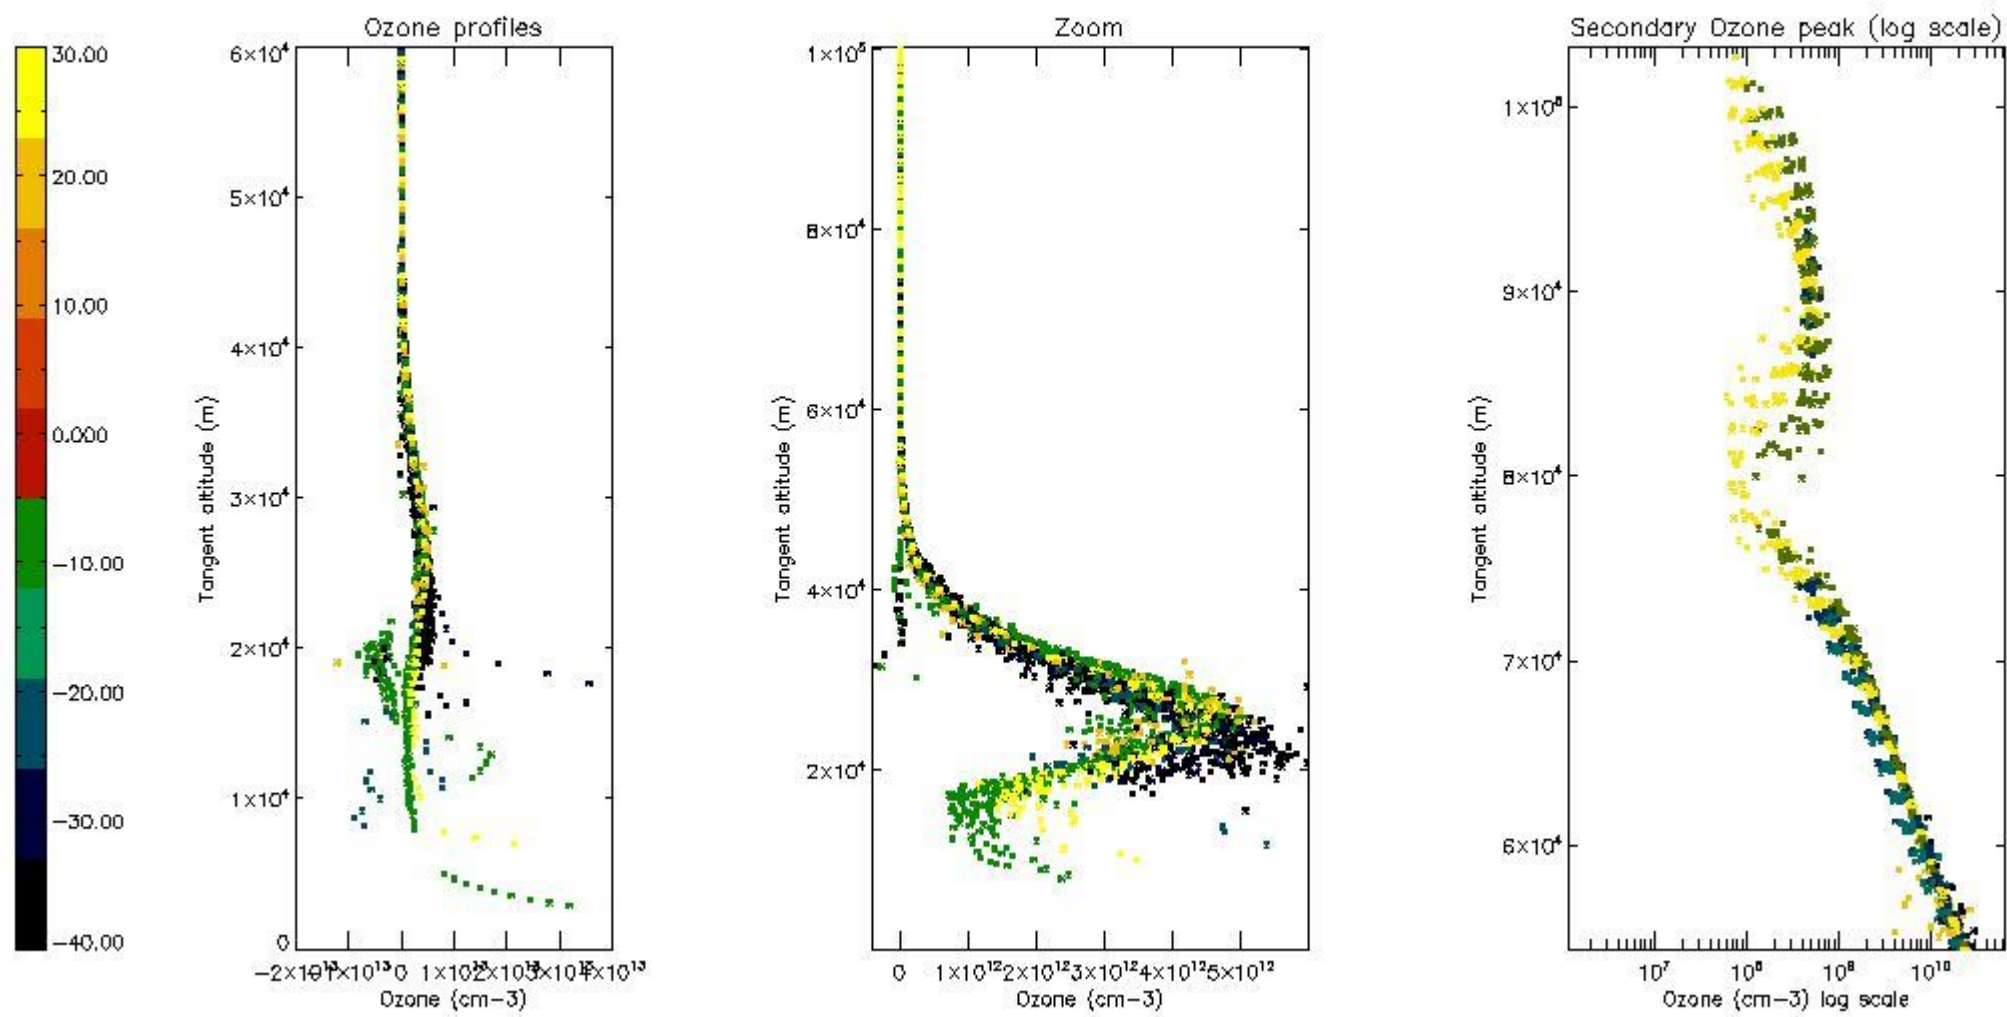 Ozone profiles
Zoom
Secondary Ozone peak (log scale)
30.00
20.00
10.00
0.000
-10.00
-20.00
-30.00
-40.00
6×10⁴
5×10⁴
4×10⁴
3×10⁴
2×10⁴
1×10⁴
0
Tangent altitude (m)
0
Ozone (cm-3)
1×10⁵
8×10⁴
6×10⁴
4×10⁴
2×10⁴
Tangent altitude (m)
0 1×10¹² 2×10¹² 3×10¹² 4×10¹² 5×10¹²
Ozone (cm-3)
9×10⁴
8×10⁴
7×10⁴
6×10⁴
Tangent altitude (m)
10⁷ 10⁸ 10⁹ 10¹⁰
Ozone (cm-3) log scale